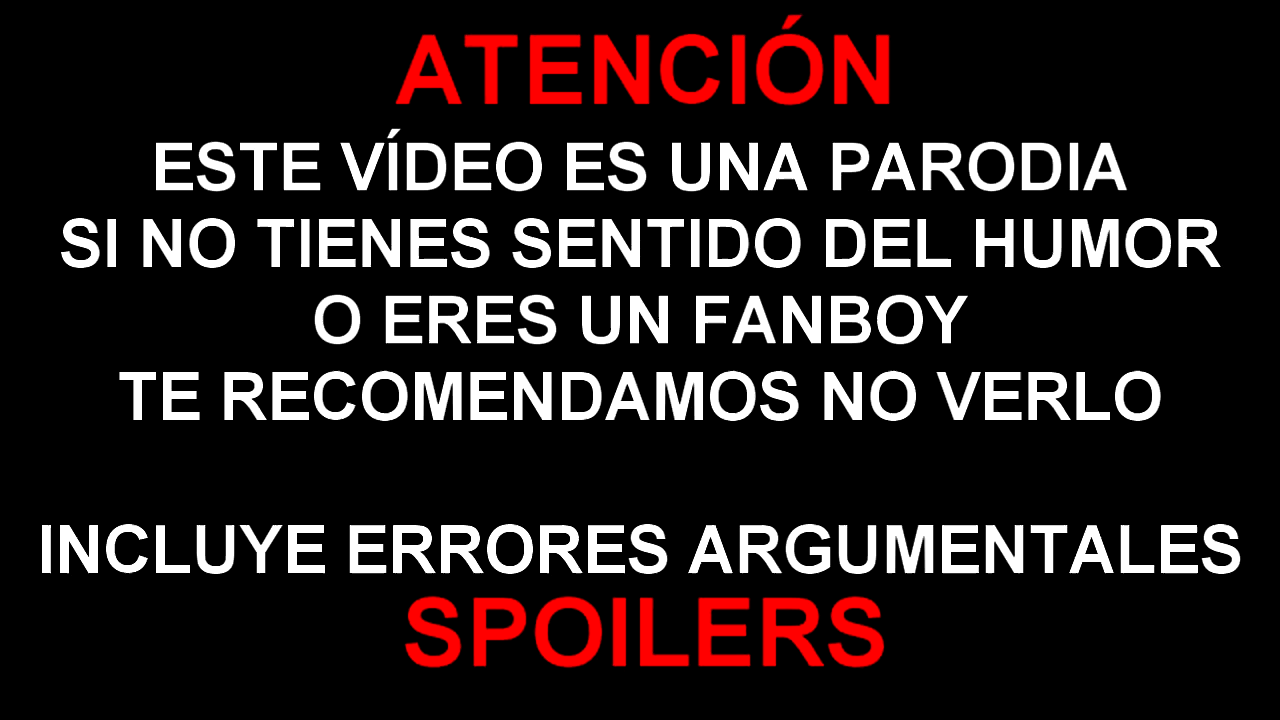 ATENCIÓN
ESTE VÍDEO ES UNA PARODIA
SI NO TIENES SENTIDO DEL HUMOR
O ERES UN FANBOY
TE RECOMENDAMOS NO VERLO
INCLUYE ERRORES ARGUMENTALES
SPOILERS